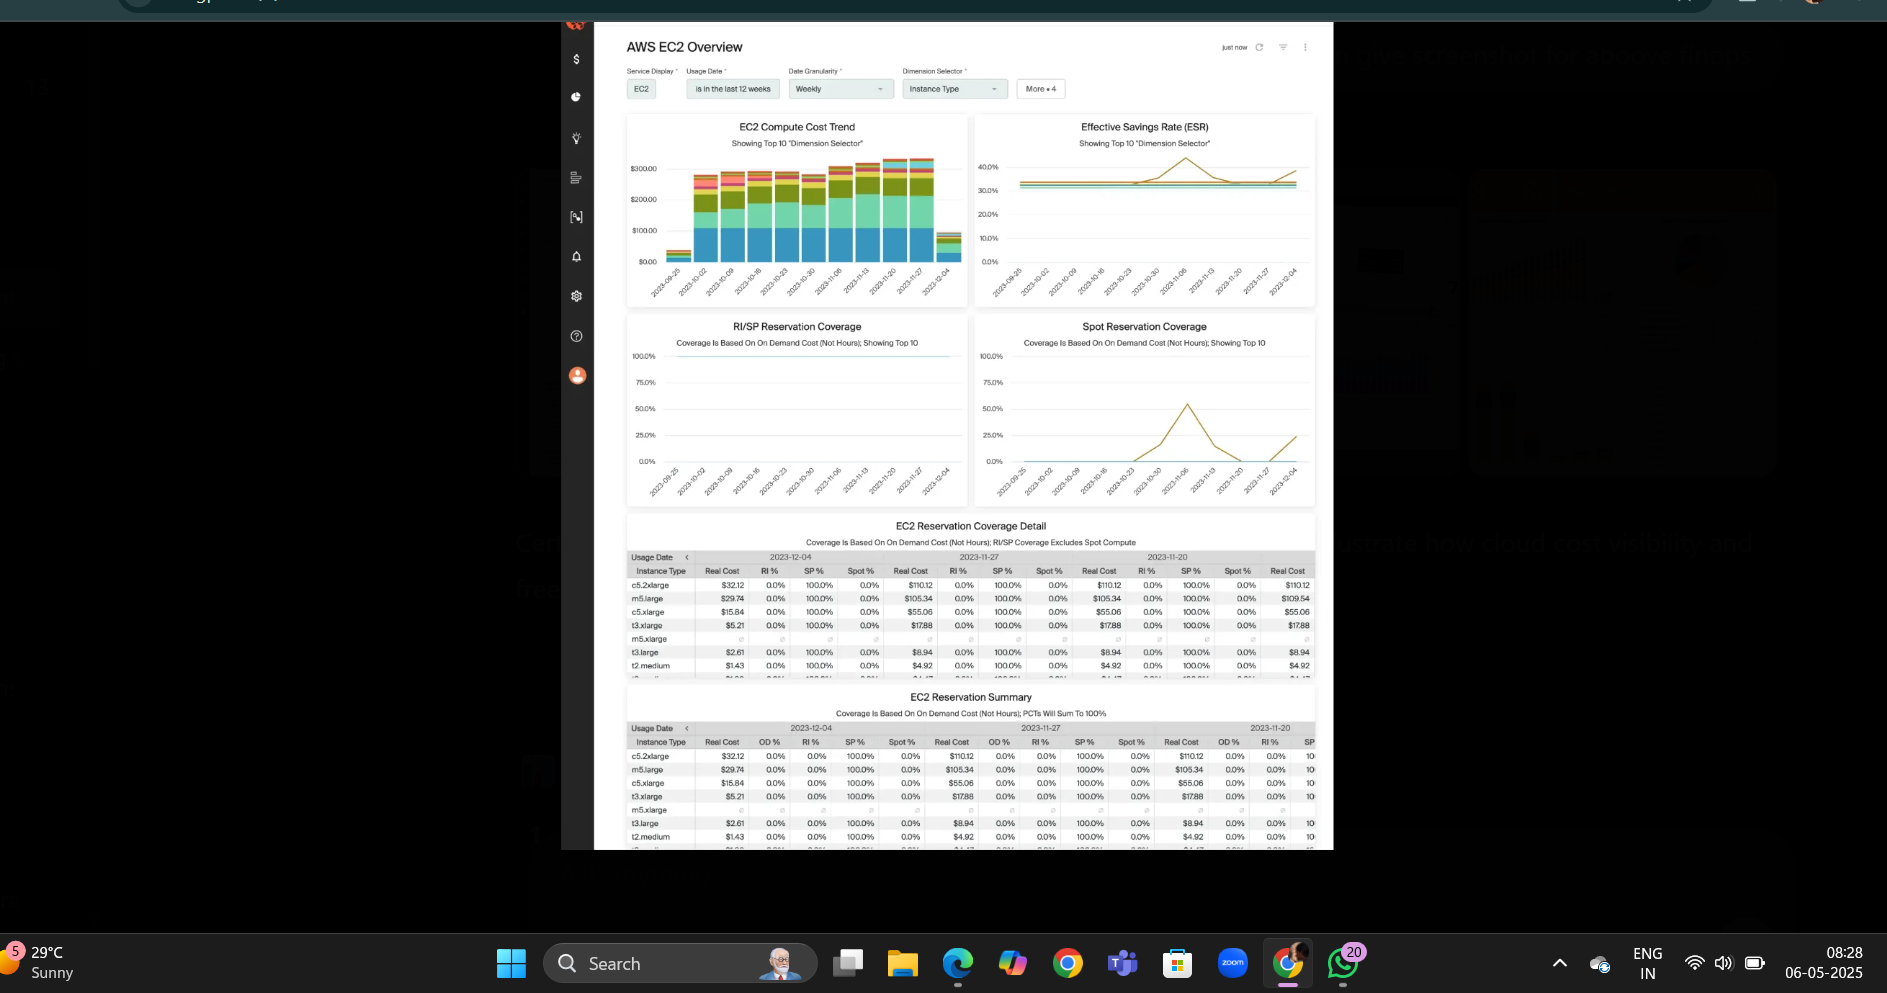 AWS EC2 Overview
just now
Service Display * Usage Date * Date Granularity * Dimension Selector *
EC2 is in the last 12 weeks Weekly Instance Type More • 4
EC2 Compute Cost Trend
Showing Top 10 "Dimension Selector"
$300.00
$200.00
$100.00
$0.00
2023-09-25 2023-10-02 2023-10-09 2023-10-16 2023-10-23 2023-10-30 2023-11-06 2023-11-13 2023-11-20 2023-11-27 2023-12-04
Effective Savings Rate (ESR)
Showing Top 10 "Dimension Selector"
40.0%
30.0%
20.0%
10.0%
0.0%
2023-09-25 2023-10-02 2023-10-09 2023-10-16 2023-10-23 2023-10-30 2023-11-06 2023-11-13 2023-11-20 2023-11-27 2023-12-04
RI/SP Reservation Coverage
Coverage Is Based On On Demand Cost (Not Hours); Showing Top 10
100.0%
75.0%
50.0%
25.0%
0.0%
2023-09-25 2023-10-02 2023-10-09 2023-10-16 2023-10-23 2023-10-30 2023-11-06 2023-11-13 2023-11-20 2023-11-27 2023-12-04
Spot Reservation Coverage
Coverage Is Based On On Demand Cost (Not Hours); Showing Top 10
100.0%
75.0%
50.0%
25.0%
0.0%
2023-09-25 2023-10-02 2023-10-09 2023-10-16 2023-10-23 2023-10-30 2023-11-06 2023-11-13 2023-11-20 2023-11-27 2023-12-04
EC2 Reservation Coverage Detail
Coverage Is Based On On Demand Cost (Not Hours); RI/SP Coverage Excludes Spot Compute
Usage Date < 2023-12-04 2023-11-27 2023-11-20
Instance Type Real Cost RI % SP % Spot % Real Cost RI % SP % Spot % Real Cost RI % SP % Spot % Real Cost
c5.2xlarge $32.12 0.0% 100.0% 0.0% $110.12 0.0% 100.0% 0.0% $110.12 0.0% 100.0% 0.0% $110.12
m5.large $29.74 0.0% 100.0% 0.0% $105.34 0.0% 100.0% 0.0% $105.34 0.0% 100.0% 0.0% $109.54
c5.xlarge $15.84 0.0% 100.0% 0.0% $55.06 0.0% 100.0% 0.0% $55.06 0.0% 100.0% 0.0% $55.06
t3.xlarge $5.21 0.0% 100.0% 0.0% $17.88 0.0% 100.0% 0.0% $17.88 0.0% 100.0% 0.0% $17.88
m5.xlarge ∅ ∅ ∅ ∅ ∅ ∅ ∅ ∅ ∅ ∅ ∅ ∅ ∅
t3.large $2.61 0.0% 100.0% 0.0% $8.94 0.0% 100.0% 0.0% $8.94 0.0% 100.0% 0.0% $8.94
t2.medium $1.43 0.0% 100.0% 0.0% $4.92 0.0% 100.0% 0.0% $4.92 0.0% 100.0% 0.0% $4.92
EC2 Reservation Summary
Coverage Is Based On On Demand Cost (Not Hours); PCTs Will Sum To 100%
Usage Date < 2023-12-04 2023-11-27 2023-11-20
Instance Type Real Cost OD % RI % SP % Spot % Real Cost OD % RI % SP % Spot % Real Cost OD % RI % SP
c5.2xlarge $32.12 0.0% 0.0% 100.0% 0.0% $110.12 0.0% 0.0% 100.0% 0.0% $110.12 0.0% 0.0% 10
m5.large $29.74 0.0% 0.0% 100.0% 0.0% $105.34 0.0% 0.0% 100.0% 0.0% $105.34 0.0% 0.0% 10
c5.xlarge $15.84 0.0% 0.0% 100.0% 0.0% $55.06 0.0% 0.0% 100.0% 0.0% $55.06 0.0% 0.0% 10
t3.xlarge $5.21 0.0% 0.0% 100.0% 0.0% $17.88 0.0% 0.0% 100.0% 0.0% $17.88 0.0% 0.0% 10
m5.xlarge ∅ ∅ ∅ ∅ ∅ ∅ ∅ ∅ ∅ ∅ ∅ ∅ ∅
t3.large $2.61 0.0% 0.0% 100.0% 0.0% $8.94 0.0% 0.0% 100.0% 0.0% $8.94 0.0% 0.0% 10
t2.medium $1.43 0.0% 0.0% 100.0% 0.0% $4.92 0.0% 0.0% 100.0% 0.0% $4.92 0.0% 0.0% 10
how cloud cost visibility and
5 29°C
Sunny
Search
zoom
20
ENG
IN
08:28
06-05-2025